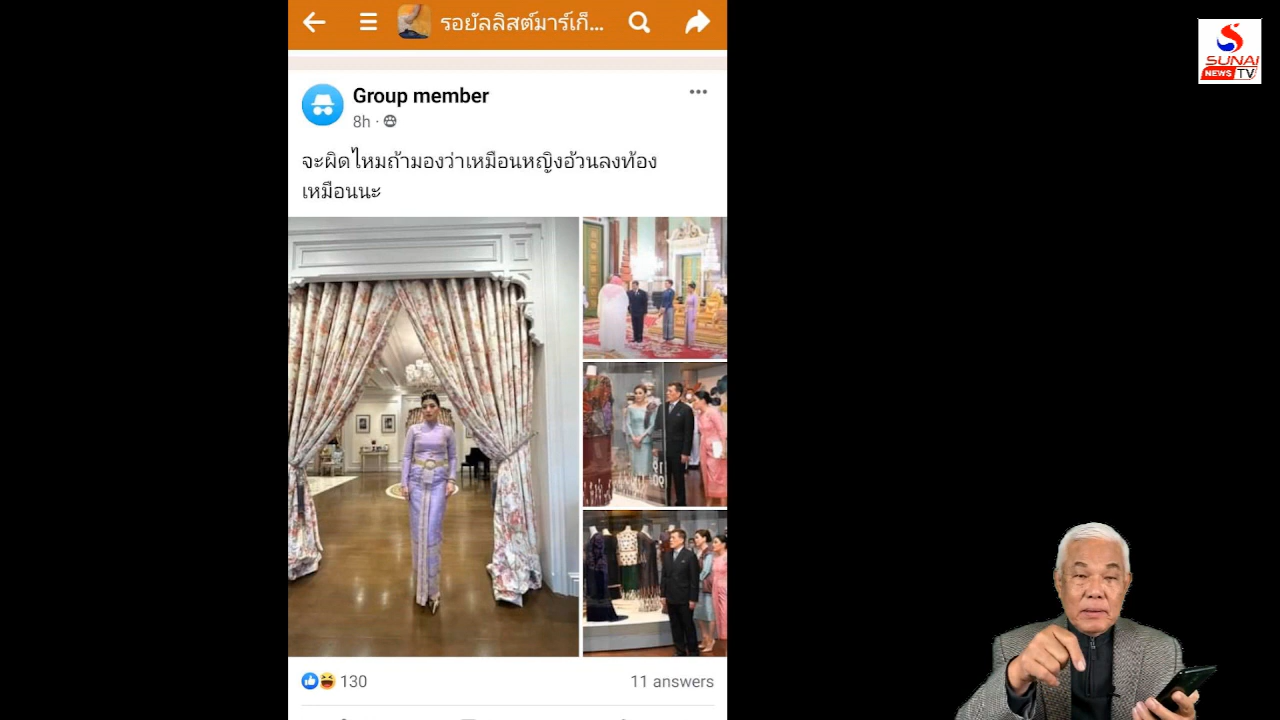 รอยัลลิสต์มาร์เก็...
SUNAI
NEWS TV
Group member
8h ·
จะผิดไหมถ้ามองว่าเหมือนหญิงอ้วนลงท้อง
เหมือนนะ
130
11 answers